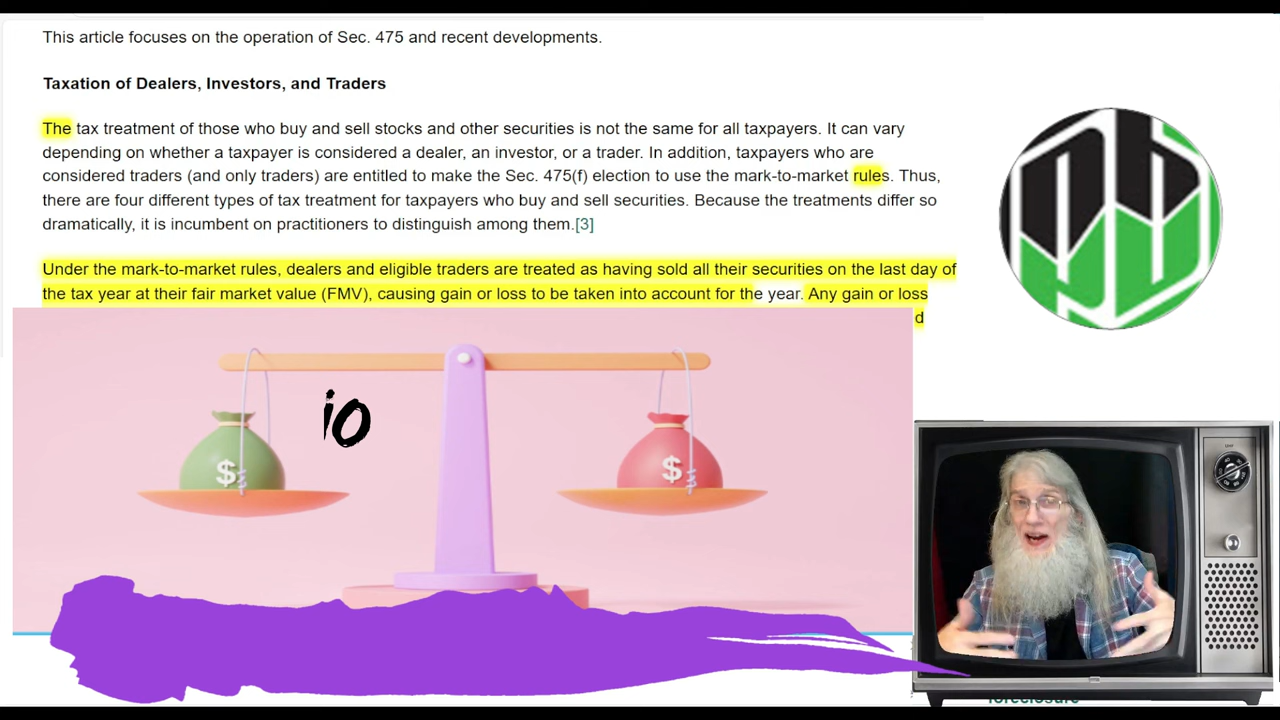 This article focuses on the operation of Sec. 475 and recent developments.
Taxation of Dealers, Investors, and Traders
The tax treatment of those who buy and sell stocks and other securities is not the same for all taxpayers. It can vary
depending on whether a taxpayer is considered a dealer, an investor, or a trader. In addition, taxpayers who are
considered traders (and only traders) are entitled to make the Sec. 475(f) election to use the mark-to-market rules. Thus,
there are four different types of tax treatment for taxpayers who buy and sell securities. Because the treatments differ so
dramatically, it is incumbent on practitioners to distinguish among them.[3]
Under the mark-to-market rules, dealers and eligible traders are treated as having sold all their securities on the last day of
the tax year at their fair market value (FMV), causing gain or loss to be taken into account for the year. Any gain or loss
d
io
$
$
foreclosure